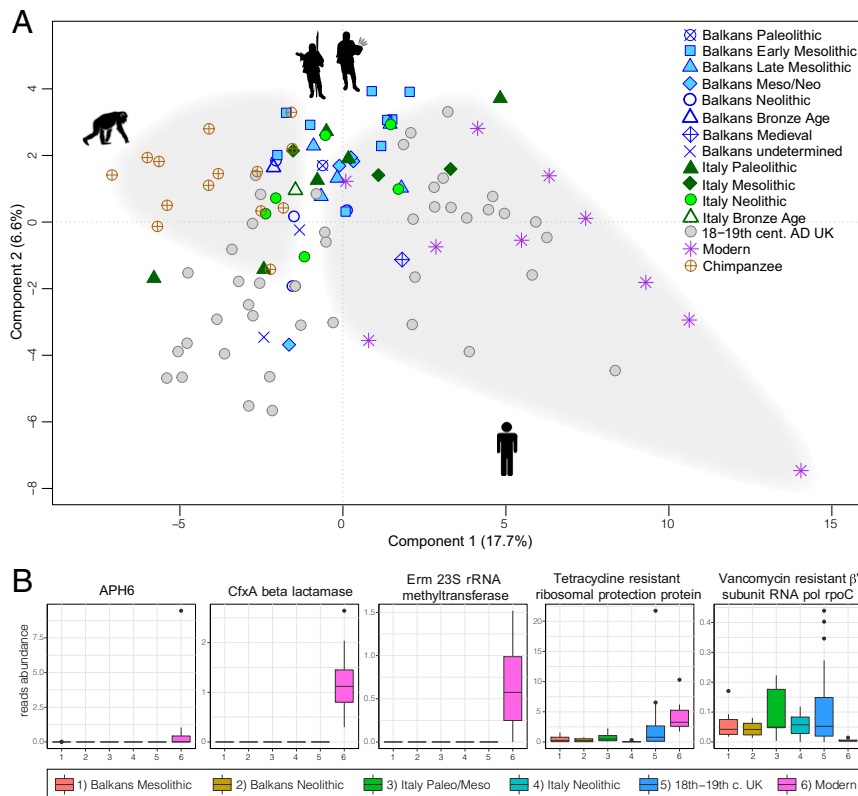 A
Component 2 (6.6%)
4
2
0
−2
−4
−6
−8
−5
0
5
10
15
Component 1 (17.7%)
Balkans Paleolithic
Balkans Early Mesolithic
Balkans Late Mesolithic
Balkans Meso/Neo
Balkans Neolithic
Balkans Bronze Age
Balkans Medieval
Balkans undetermined
Italy Paleolithic
Italy Mesolithic
Italy Neolithic
Italy Bronze Age
18−19th cent. AD UK
Modern
Chimpanzee
B
reads abundance
APH6
7.5
5.0
2.5
0.0
1 2 3 4 5 6
CfxA beta lactamase
2
1
0
1 2 3 4 5 6
Erm 23S rRNA
methyltransferase
1.5
1.0
0.5
0.0
1 2 3 4 5 6
Tetracycline resistant
ribosomal protection protein
20
15
10
5
0
1 2 3 4 5 6
Vancomycin resistant β'
subunit RNA pol rpoC
0.4
0.3
0.2
0.1
0.0
1 2 3 4 5 6
1) Balkans Mesolithic
2) Balkans Neolithic
3) Italy Paleo/Meso
4) Italy Neolithic
5) 18th−19th c. UK
6) Modern